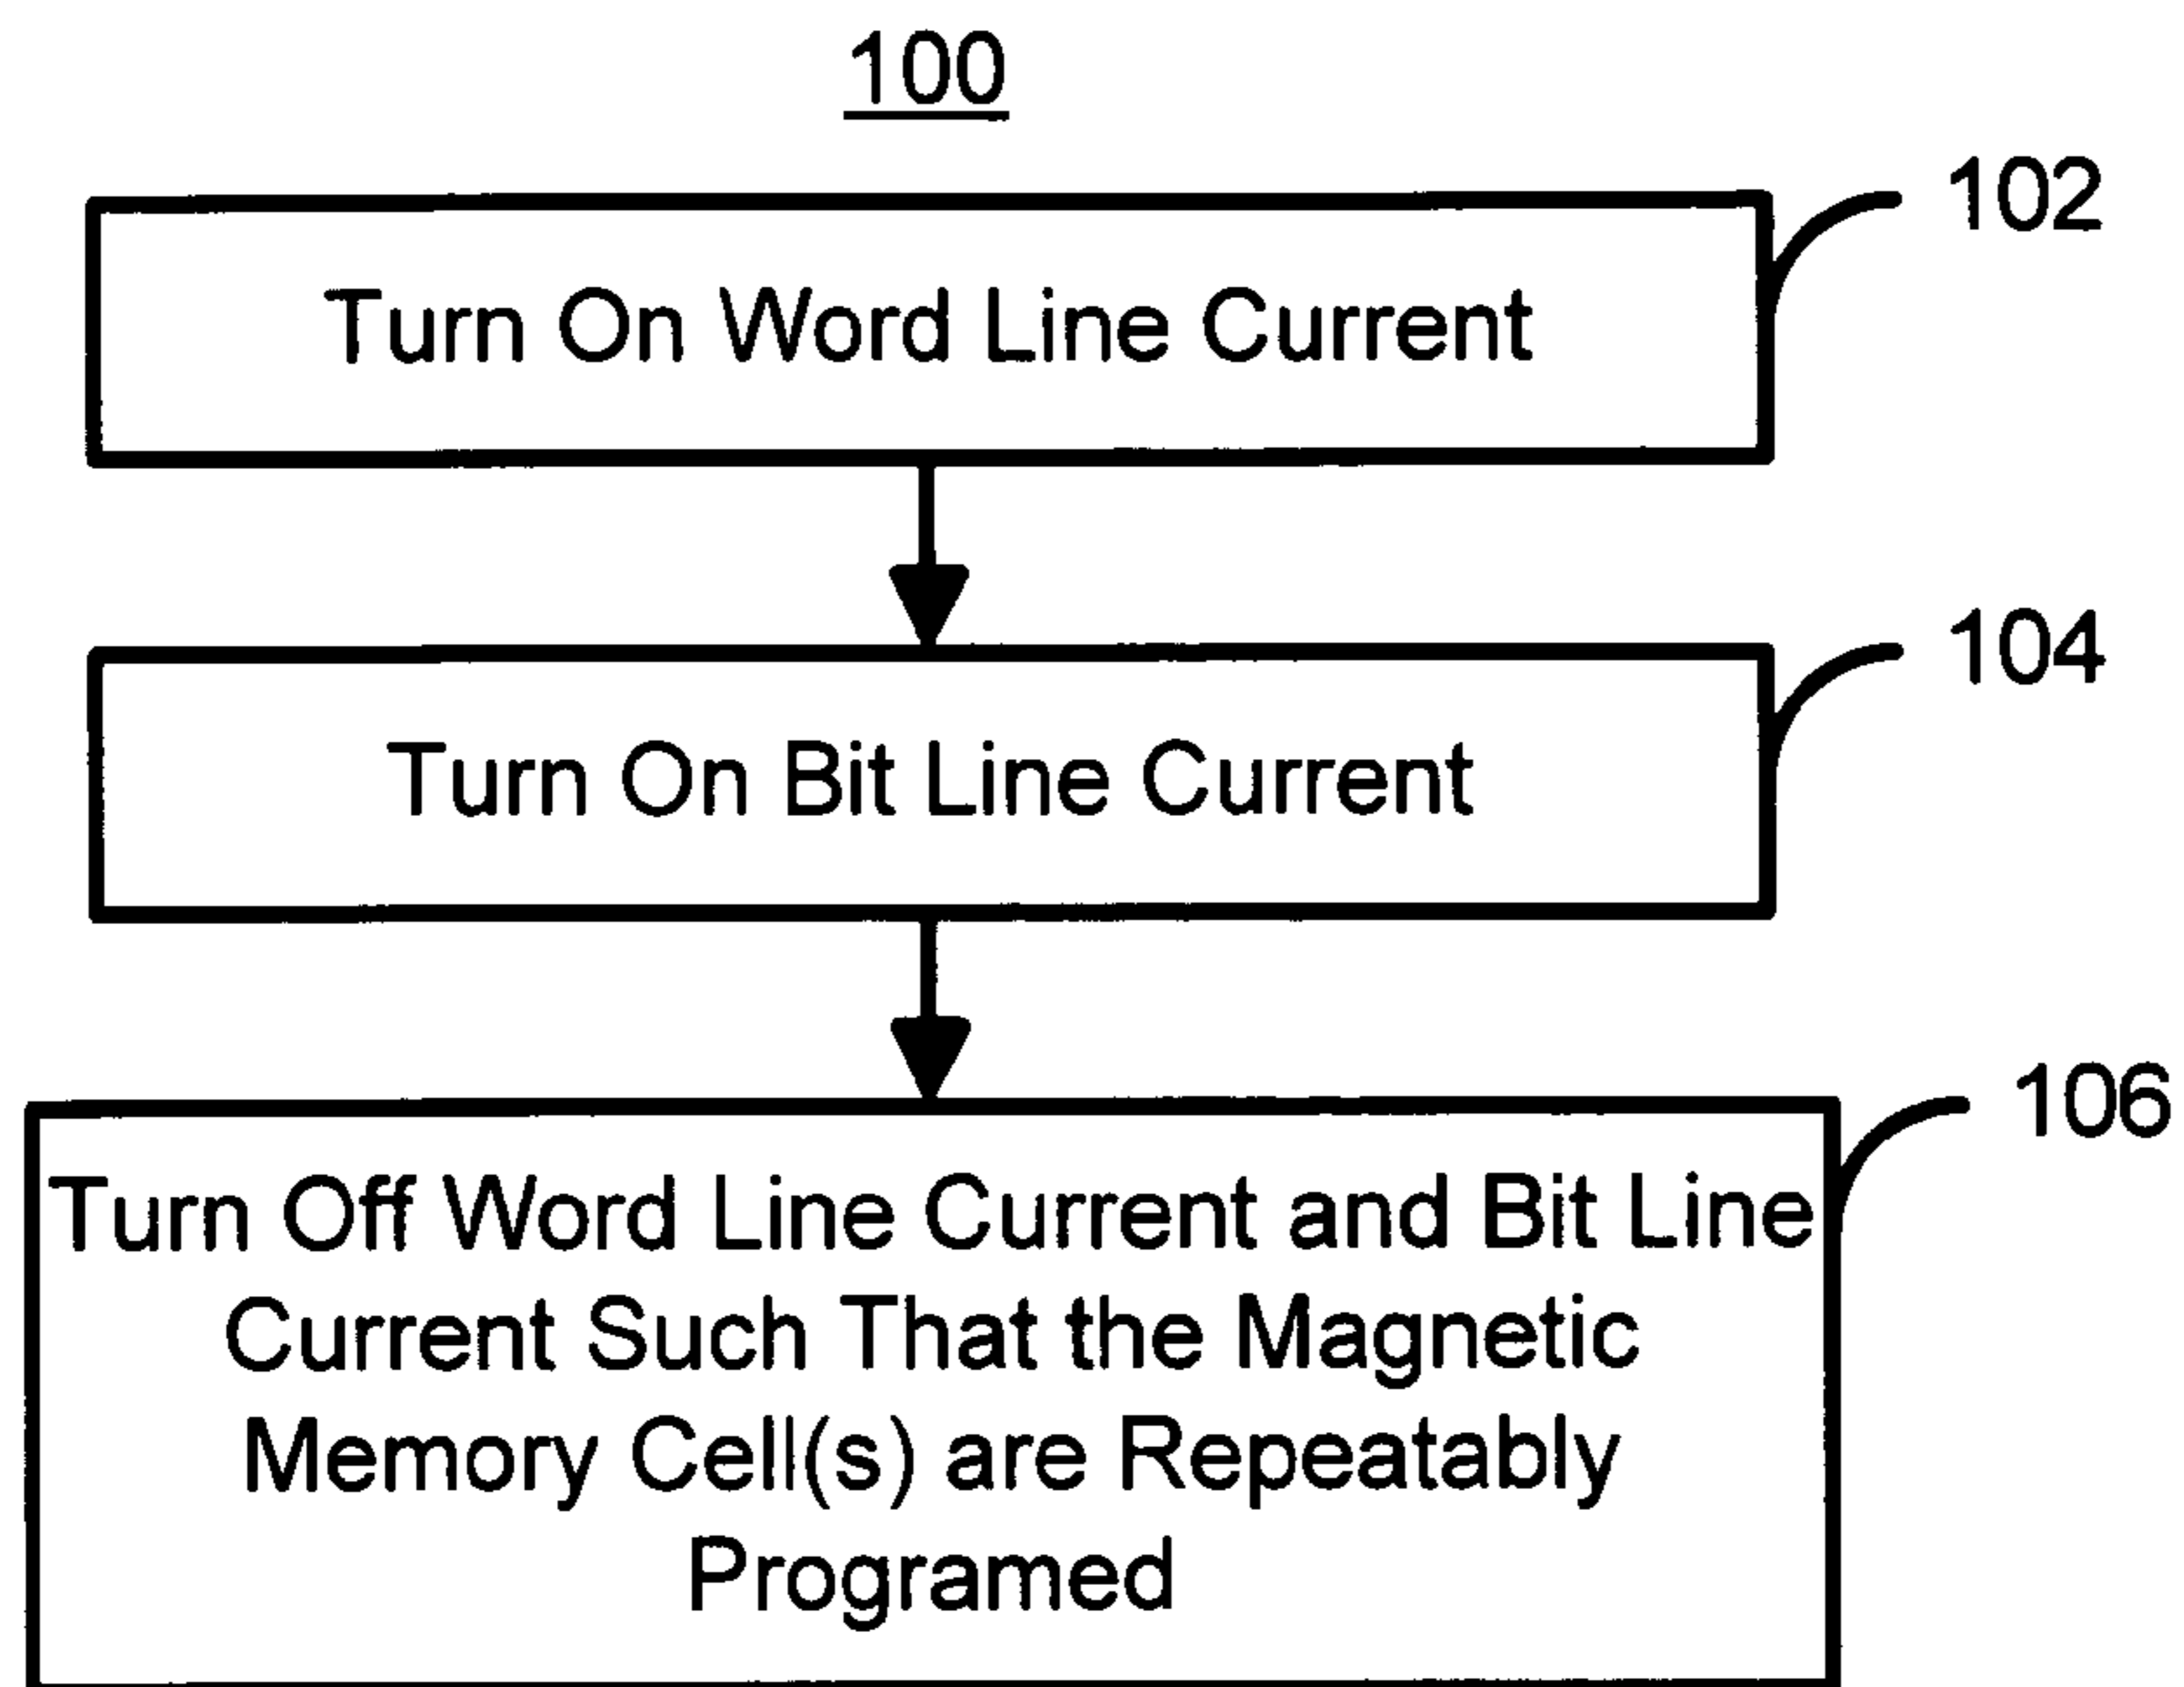 100
102
Turn On Word Line Current
104
Turn On Bit Line Current
106
Turn Off Word Line Current and Bit Line
Current Such That the Magnetic
Memory Cell(s) are Repeatably
Programed